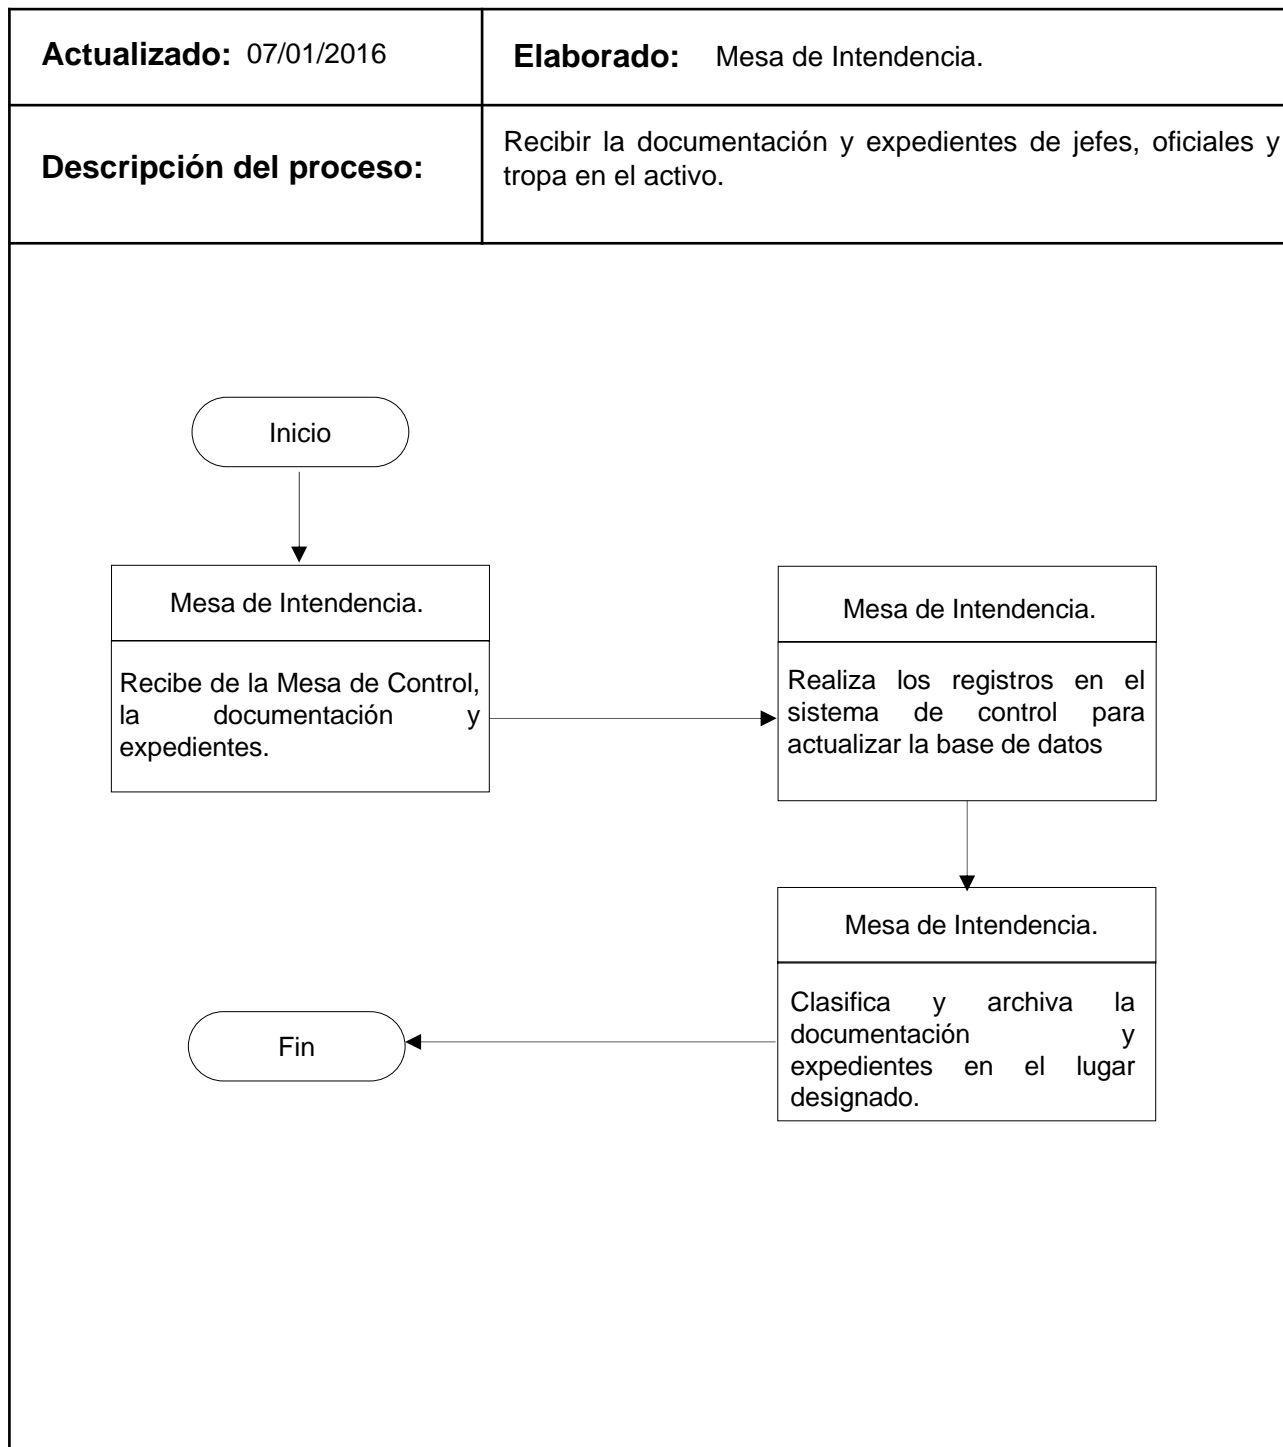 Actualizado: 07/01/2016
Elaborado: Mesa de Intendencia.
Descripción del proceso:
Recibir la documentación y expedientes de jefes, oficiales y
tropa en el activo.
Inicio
Mesa de Intendencia.
Recibe de la Mesa de Control,
la documentación y
expedientes.
Mesa de Intendencia.
Realiza los registros en el
sistema de control para
actualizar la base de datos
Mesa de Intendencia.
Clasifica y archiva la
documentación y
expedientes en el lugar
designado.
Fin